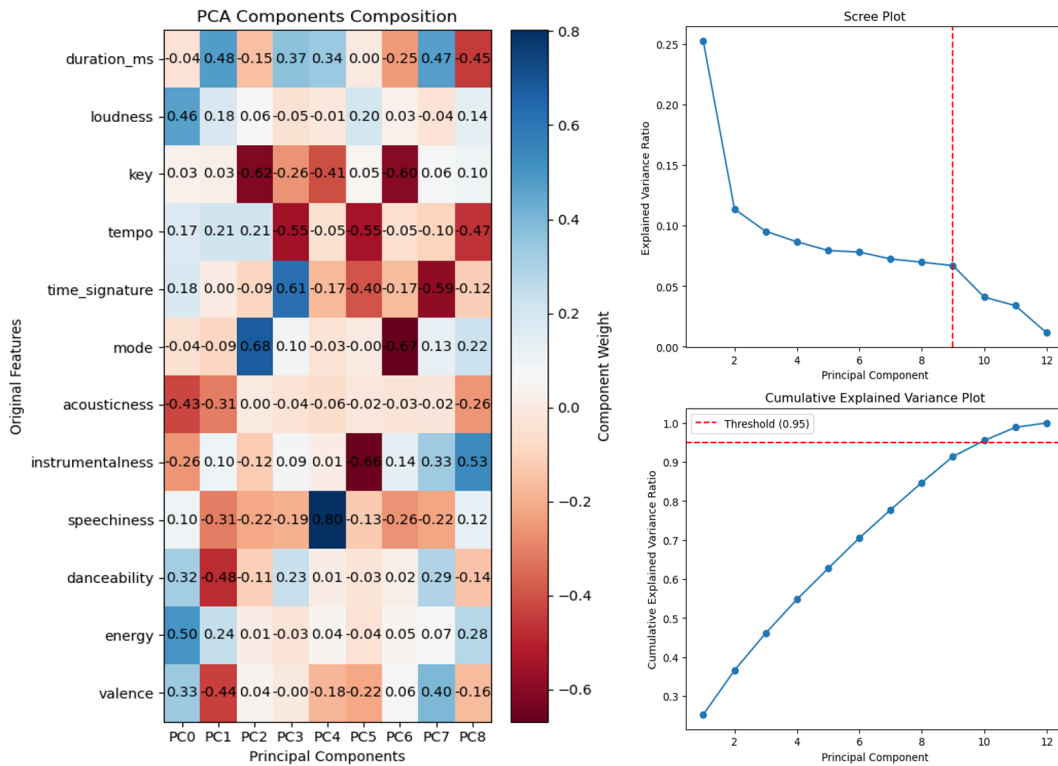 PCA Components Composition
duration_ms -0.04 0.48 -0.15 0.37 0.34 0.00 -0.25 0.47 -0.45
loudness 0.46 0.18 0.06 -0.05 -0.01 0.20 0.03 -0.04 0.14
key 0.03 0.03 -0.62 -0.26 -0.41 0.05 -0.60 0.06 0.10
tempo 0.17 0.21 0.21 -0.55 -0.05 -0.55 -0.05 -0.10 -0.47
time_signature 0.18 0.00 -0.09 0.61 -0.17 -0.40 -0.17 -0.59 -0.12
mode -0.04 -0.09 0.68 0.10 -0.03 -0.00 -0.67 0.13 0.22
acousticness -0.43 -0.31 0.00 -0.04 -0.06 -0.02 -0.03 -0.02 -0.26
instrumentalness -0.26 0.10 -0.12 0.09 0.01 -0.66 0.14 0.33 0.53
speechiness 0.10 -0.31 -0.22 -0.19 0.80 -0.13 -0.26 -0.22 0.12
danceability 0.32 -0.48 -0.11 0.23 0.01 -0.03 0.02 0.29 -0.14
energy 0.50 0.24 0.01 -0.03 0.04 -0.04 0.05 0.07 0.28
valence 0.33 -0.44 0.04 -0.00 -0.18 -0.22 0.06 0.40 -0.16
PC0 PC1 PC2 PC3 PC4 PC5 PC6 PC7 PC8
Principal Components
Original Features
0.8
0.6
0.4
0.2
0.0
−0.2
−0.4
−0.6
Component Weight
Scree Plot
0.25
0.20
0.15
0.10
0.05
0.00
Explained Variance Ratio
2 4 6 8 10 12
Principal Component
Cumulative Explained Variance Plot
Threshold (0.95)
1.0
0.9
0.8
0.7
0.6
0.5
0.4
0.3
Cumulative Explained Variance Ratio
2 4 6 8 10 12
Principal Component